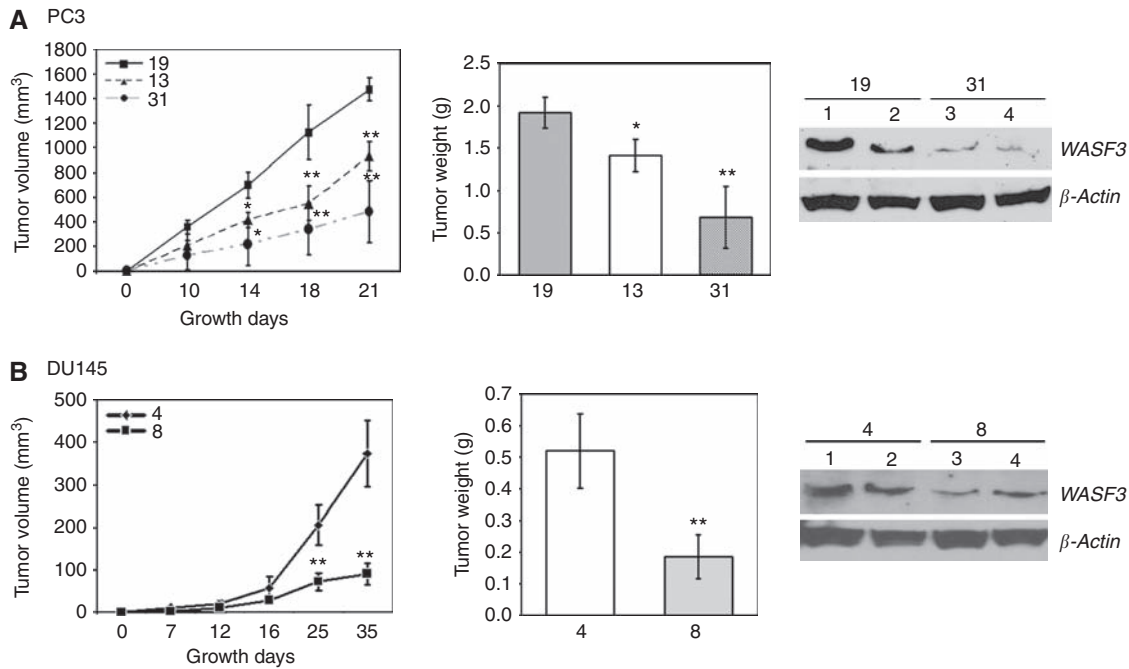 A PC3
Tumor volume (mm³)
1800
1600
1400
1200
1000
800
600
400
200
0
19
13
31
*
*
**
**
**
**
0 10 14 18 21
Growth days
Tumor weight (g)
2.5
2.0
1.5
1.0
0.5
0.0
*
**
19 13 31
19 31
1 2 3 4
WASF3
β-Actin
B DU145
Tumor volume (mm³)
500
400
300
200
100
0
4
8
**
**
0 7 12 16 25 35
Growth days
Tumor weight (g)
0.7
0.6
0.5
0.4
0.3
0.2
0.1
0.0
**
4 8
4 8
1 2 3 4
WASF3
β-Actin